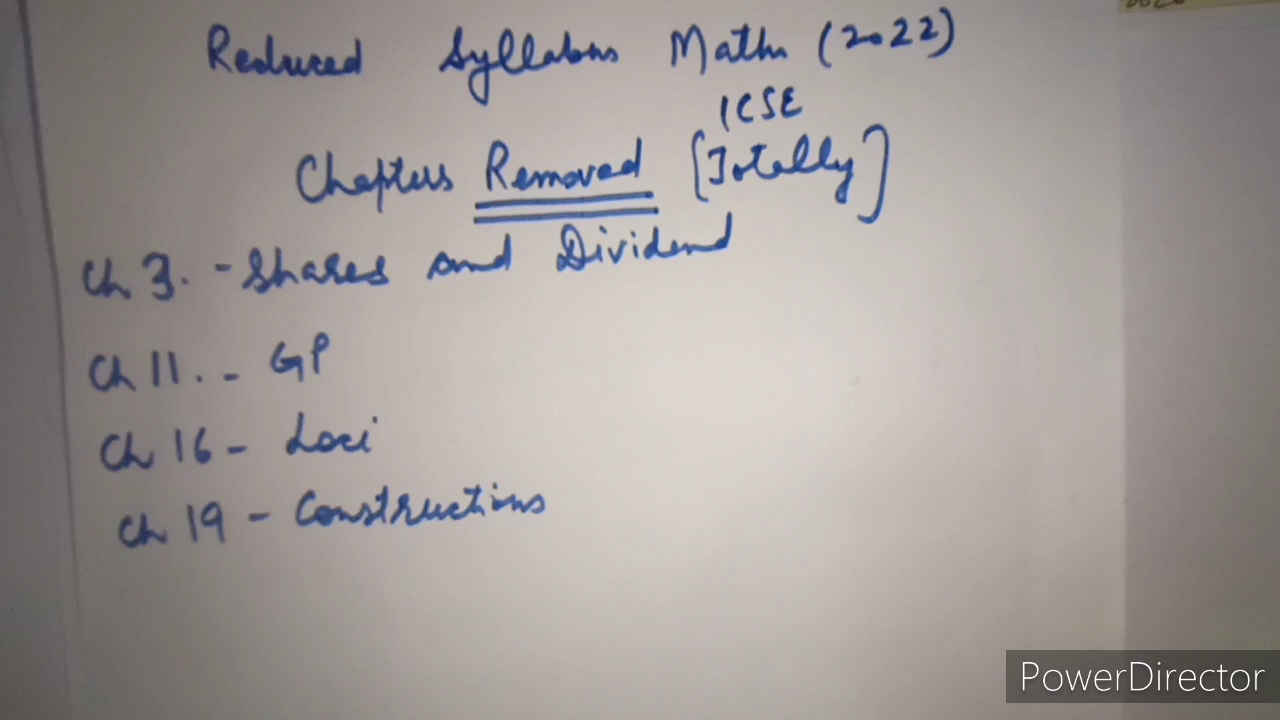 Reduced Syllabus Maths (2022)
ICSE
Chapters Removed [Totally]
Ch 3. - Shares and Dividend
Ch 11. - GP
Ch 16 - Loci
Ch 19 - Constructions
PowerDirector